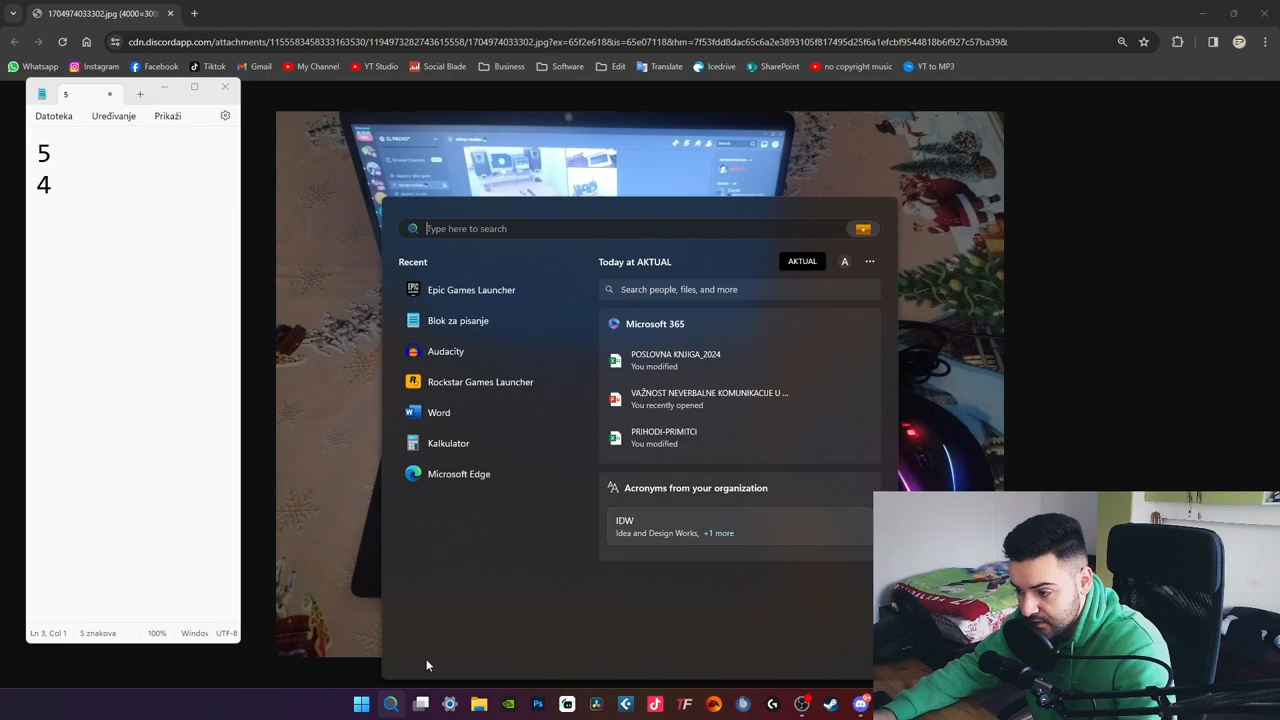 1704974033302.jpg (4000×300
cdn.discordapp.com/attachments/1155583458333163530/1194973282743615558/1704974033302.jpg?ex=65f2e618&is=65e07118&hm=7f53fdd8dac65c6a2e3893105f817495d25f6a1efcbf9544818b6f927c57ba39&
Whatsapp
Instagram
Facebook
Tiktok
Gmail
My Channel
YT Studio
Social Blade
Business
Software
Edit
Translate
Icedrive
SharePoint
no copyright music
YT to MP3
5
Datoteka
Uređivanje
Prikaži
5
4
Ln 3, Col 1
5 znakova
100%
Windov
UTF-8
Browse Channels
Type here to search
Recent
Epic Games Launcher
Blok za pisanje
Audacity
Rockstar Games Launcher
Word
Kalkulator
Microsoft Edge
Today at AKTUAL
AKTUAL
A
Search people, files, and more
Microsoft 365
POSLOVNA KNJIGA_2024
You modified
VAŽNOST NEVERBALNE KOMUNIKACIJE U ...
You recently opened
PRIHODI-PRIMITCI
You modified
Acronyms from your organization
IDW
Idea and Design Works, +1 more